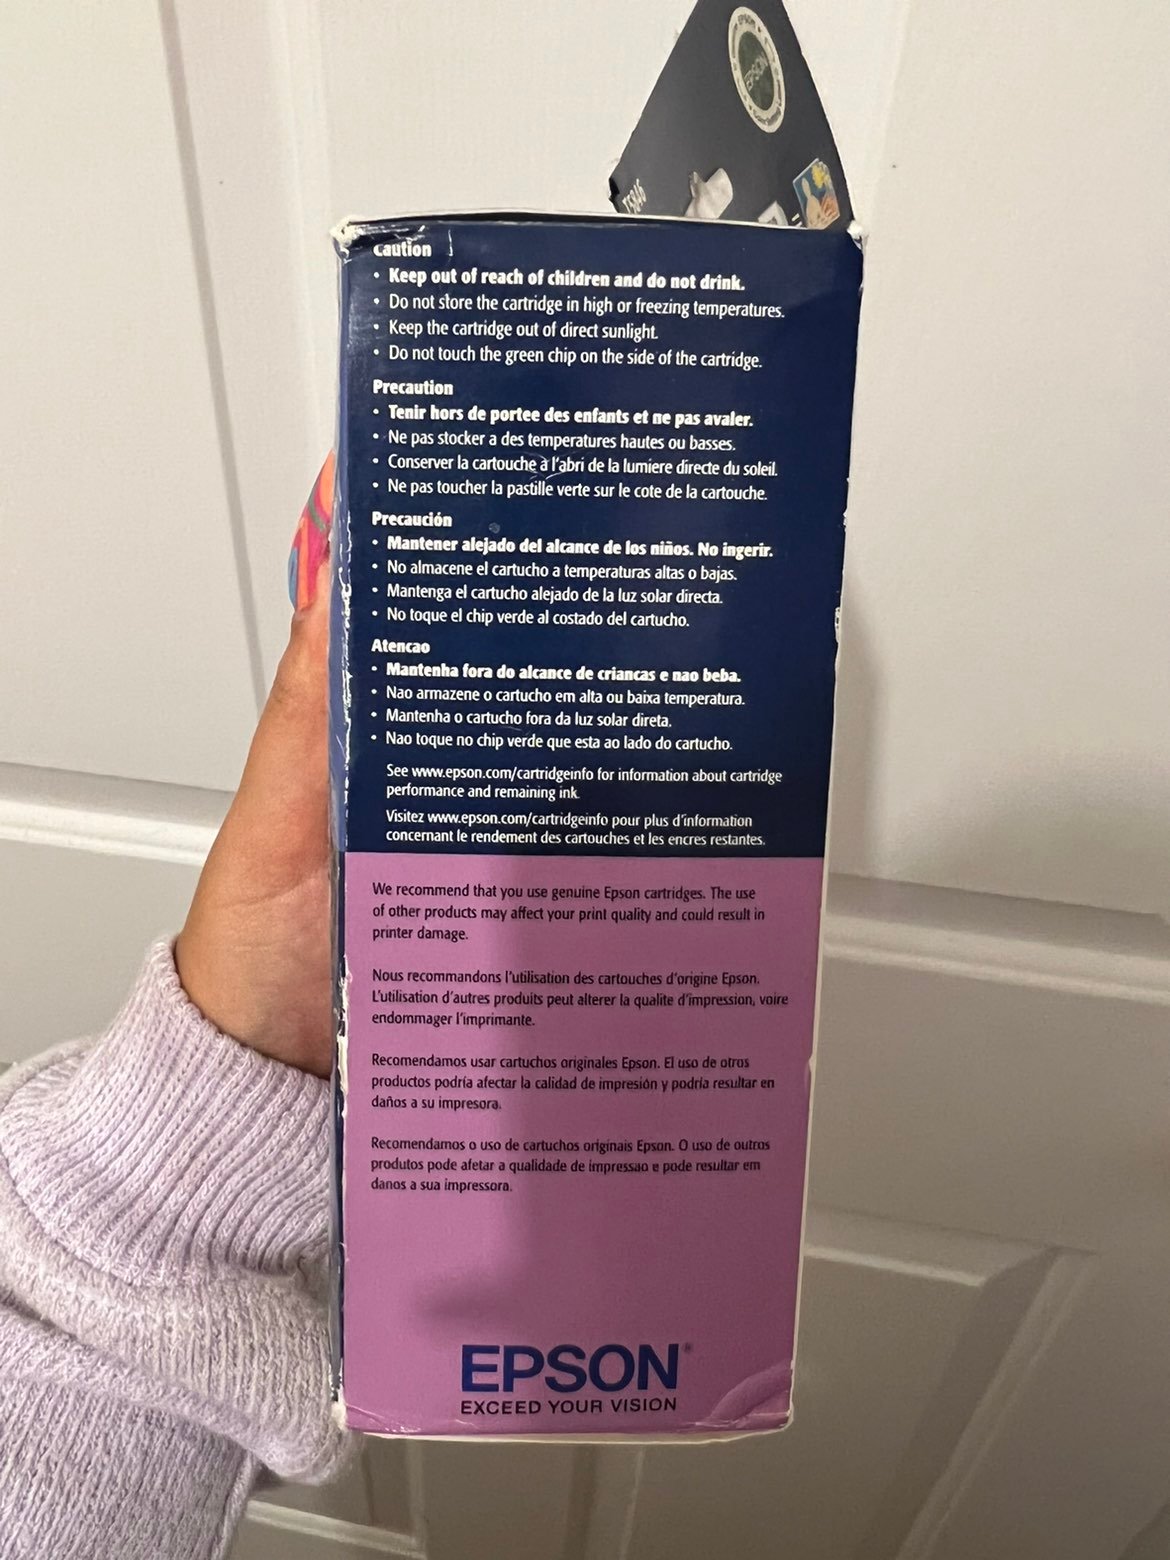 EPSON
T5846
Caution
• Keep out of reach of children and do not drink.
• Do not store the cartridge in high or freezing temperatures.
• Keep the cartridge out of direct sunlight.
• Do not touch the green chip on the side of the cartridge.
Precaution
• Tenir hors de portee des enfants et ne pas avaler.
• Ne pas stocker a des temperatures hautes ou basses.
• Conserver la cartouche à l'abri de la lumiere directe du soleil.
• Ne pas toucher la pastille verte sur le cote de la cartouche.
Precaución
• Mantener alejado del alcance de los niños. No ingerir.
• No almacene el cartucho a temperaturas altas o bajas.
• Mantenga el cartucho alejado de la luz solar directa.
• No toque el chip verde al costado del cartucho.
Atencao
• Mantenha fora do alcance de criancas e nao beba.
• Nao armazene o cartucho em alta ou baixa temperatura.
• Mantenha o cartucho fora da luz solar direta.
• Nao toque no chip verde que esta ao lado do cartucho.
See www.epson.com/cartridgeinfo for information about cartridge
performance and remaining ink.
Visitez www.epson.com/cartridgeinfo pour plus d'information
concernant le rendement des cartouches et les encres restantes.
We recommend that you use genuine Epson cartridges. The use
of other products may affect your print quality and could result in
printer damage.
Nous recommandons l'utilisation des cartouches d'origine Epson.
L'utilisation d'autres produits peut alterer la qualite d'impression, voire
endommager l'imprimante.
Recomendamos usar cartuchos originales Epson. El uso de otros
productos podría afectar la calidad de impresión y podría resultar en
daños a su impresora.
Recomendamos o uso de cartuchos originais Epson. O uso de outros
produtos pode afetar a qualidade de impressao e pode resultar em
danos a sua impressora.
EPSON®
EXCEED YOUR VISION